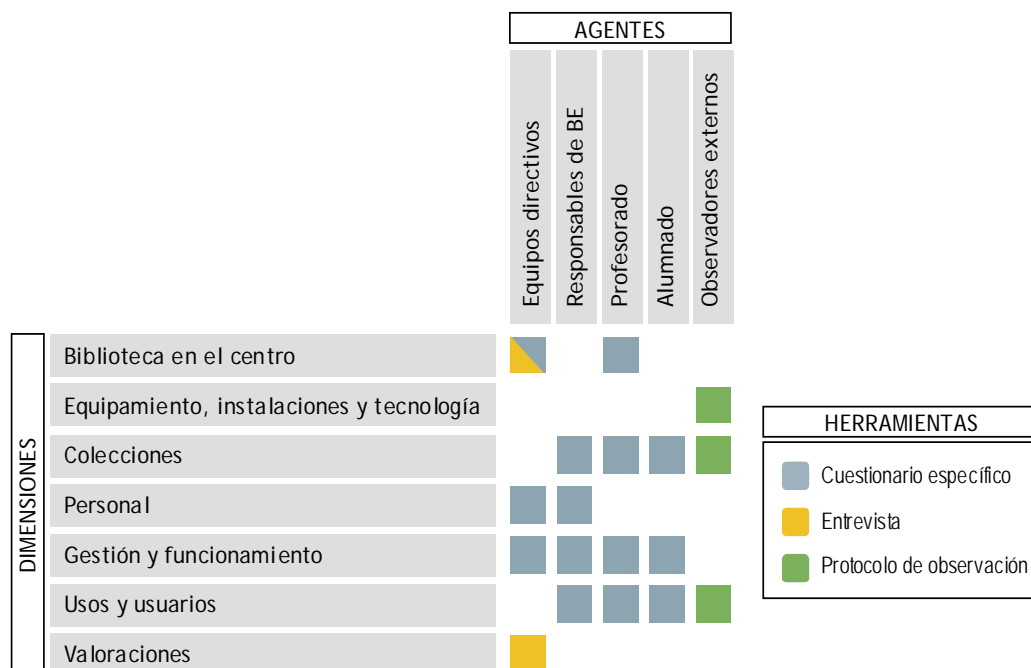 AGENTES
Equipos directivos
Responsables de BE
Profesorado
Alumnado
Observadores externos
DIMENSIONES
Biblioteca en el centro
Equipamiento, instalaciones y tecnología
Colecciones
Personal
Gestión y funcionamiento
Usos y usuarios
Valoraciones
HERRAMIENTAS
Cuestionario específico
Entrevista
Protocolo de observación